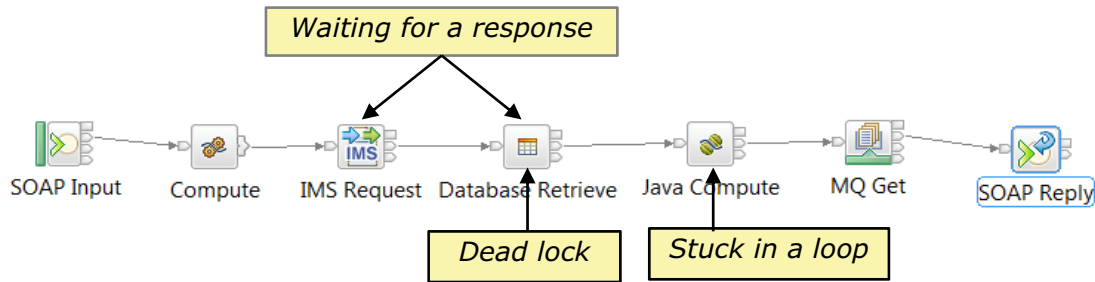 Waiting for a response
IMS
SOAP Input
Compute
IMS Request
Database Retrieve
Java Compute
MQ Get
SOAP Reply
Dead lock
Stuck in a loop